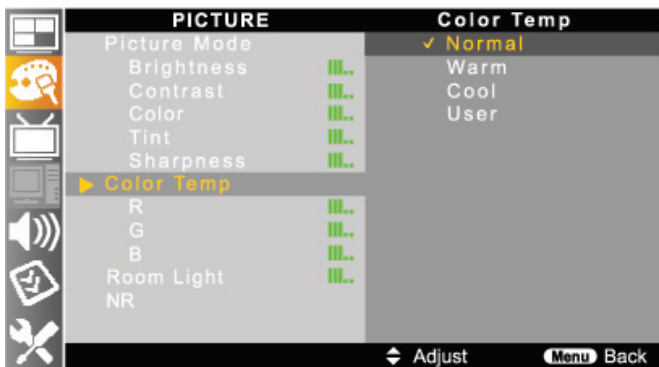 PICTURE
Picture Mode
Brightness
Contrast
Color
Tint
Sharpness
Color Temp
R
G
B
Room Light
NR
Color Temp
✓ Normal
Warm
Cool
User
Adjust
Menu Back